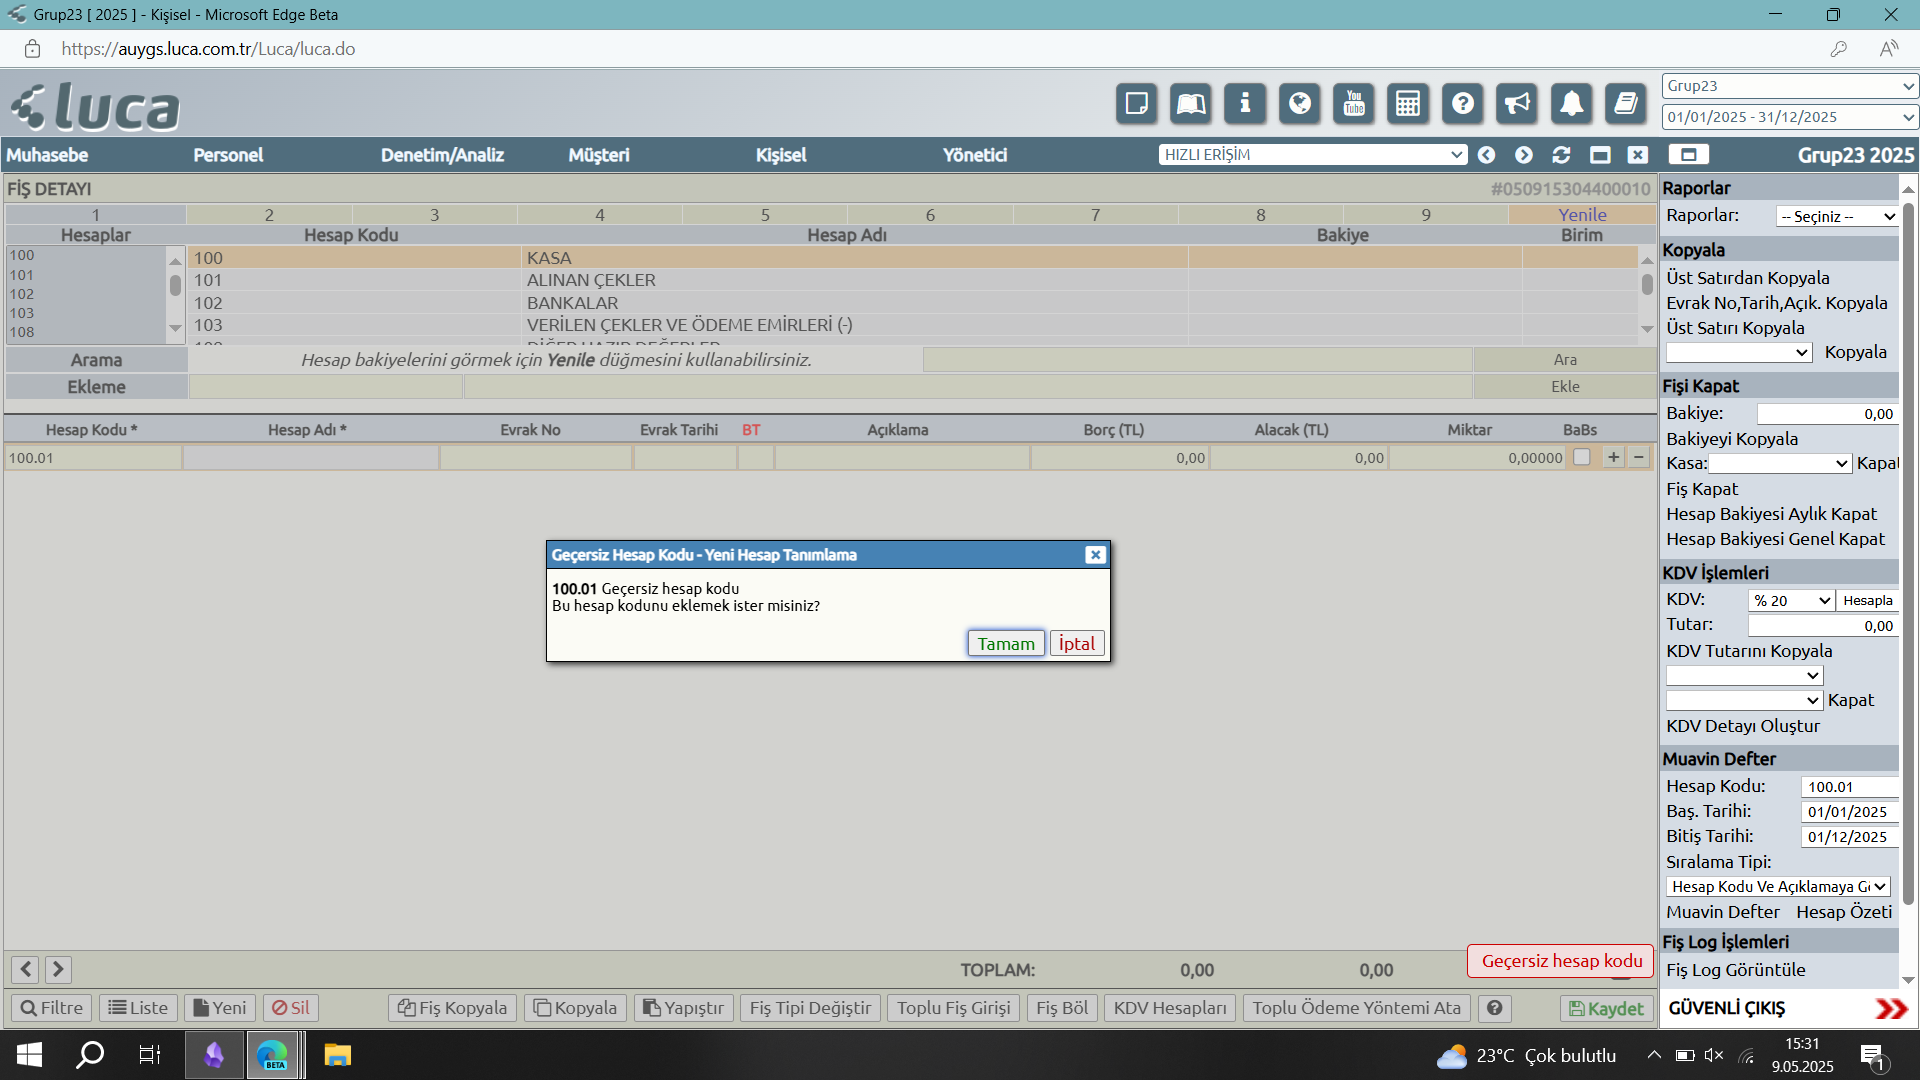 Grup23 [ 2025 ] - Kişisel - Microsoft Edge Beta
https://auygs.luca.com.tr/Luca/luca.do
luca
You Tube
Grup23
01/01/2025 - 31/12/2025
Muhasebe Personel Denetim/Analiz Müşteri Kişisel Yönetici HIZLI ERİŞİM Grup23 2025
FİŞ DETAYI #050915304400010
1 2 3 4 5 6 7 8 9 Yenile
Hesaplar Hesap Kodu Hesap Adı Bakiye Birim
100
101
102
103
108
100 KASA
101 ALINAN ÇEKLER
102 BANKALAR
103 VERİLEN ÇEKLER VE ÖDEME EMİRLERİ (-)
Arama Hesap bakiyelerini görmek için Yenile düğmesini kullanabilirsiniz. Ara
Ekleme Ekle
Hesap Kodu * Hesap Adı * Evrak No Evrak Tarihi BT Açıklama Borç (TL) Alacak (TL) Miktar BaBs
100.01 0,00 0,00 0,00000 + −
Geçersiz Hesap Kodu - Yeni Hesap Tanımlama
100.01 Geçersiz hesap kodu
Bu hesap kodunu eklemek ister misiniz?
Tamam İptal
TOPLAM: 0,00 0,00
Geçersiz hesap kodu
Filtre Liste Yeni Sil Fiş Kopyala Kopyala Yapıştır Fiş Tipi Değiştir Toplu Fiş Girişi Fiş Böl KDV Hesapları Toplu Ödeme Yöntemi Ata ? Kaydet
Raporlar
Raporlar: -- Seçiniz --
Kopyala
Üst Satırdan Kopyala
Evrak No,Tarih,Açık. Kopyala
Üst Satırı Kopyala
Kopyala
Fişi Kapat
Bakiye: 0,00
Bakiyeyi Kopyala
Kasa: Kapat
Fiş Kapat
Hesap Bakiyesi Aylık Kapat
Hesap Bakiyesi Genel Kapat
KDV İşlemleri
KDV: % 20 Hesapla
Tutar: 0,00
KDV Tutarını Kopyala
Kapat
KDV Detayı Oluştur
Muavin Defter
Hesap Kodu: 100.01
Baş. Tarihi: 01/01/2025
Bitiş Tarihi: 01/12/2025
Sıralama Tipi:
Hesap Kodu Ve Açıklamaya
Muavin Defter Hesap Özeti
Fiş Log İşlemleri
Fiş Log Görüntüle
GÜVENLİ ÇIKIŞ
BETA
23°C Çok bulutlu
15:31
9.05.2025
1